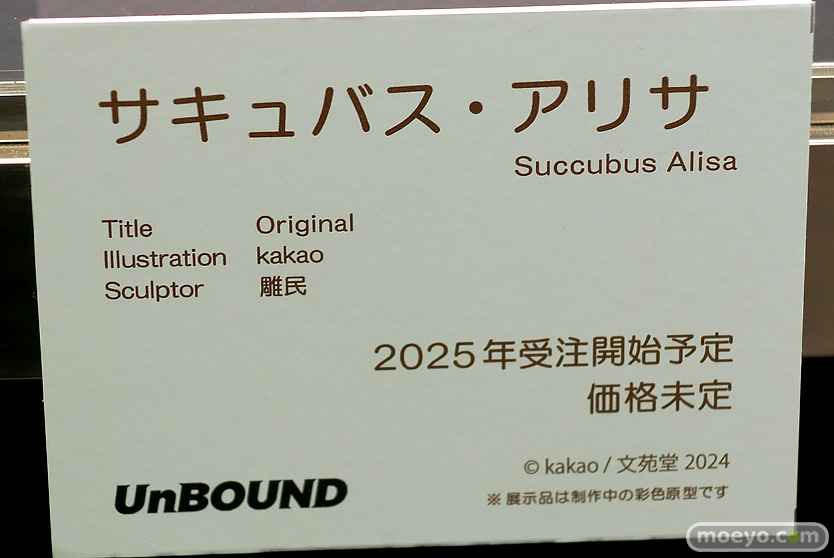 サキュバス・アリサ
Succubus Alisa
Title Original
Illustration kakao
Sculptor 雕民
2025年受注開始予定
価格未定
© kakao / 文苑堂 2024
UnBOUND
※展示品は制作中の彩色原型です
moeyo.com